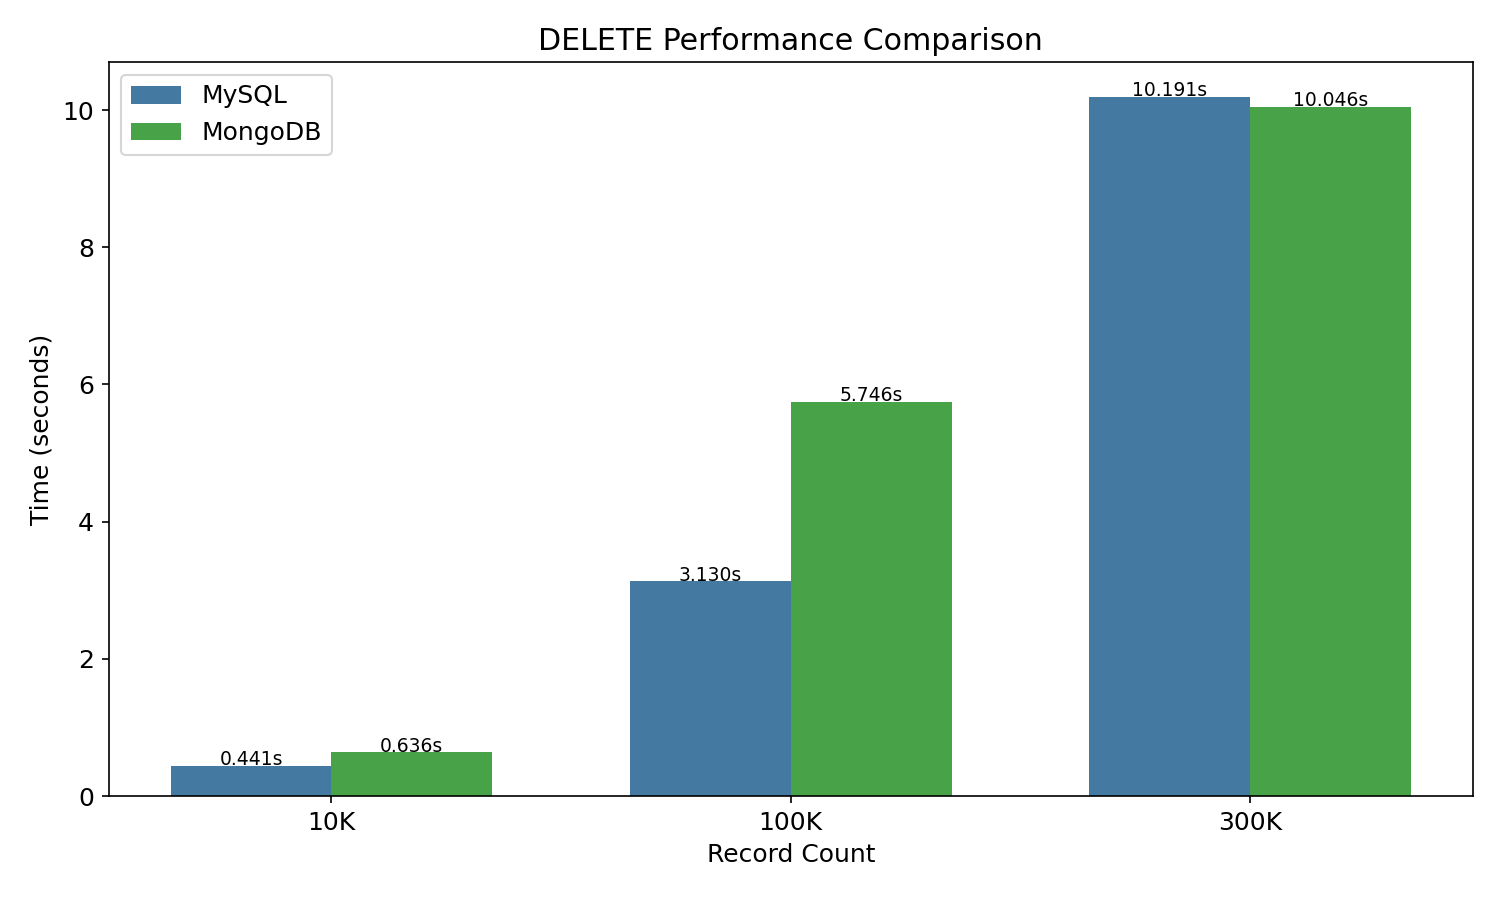 DELETE Performance Comparison
MySQL
MongoDB
10.191s
10.046s
5.746s
3.130s
0.441s
0.636s
10
8
6
4
2
0
Time (seconds)
10K
100K
300K
Record Count